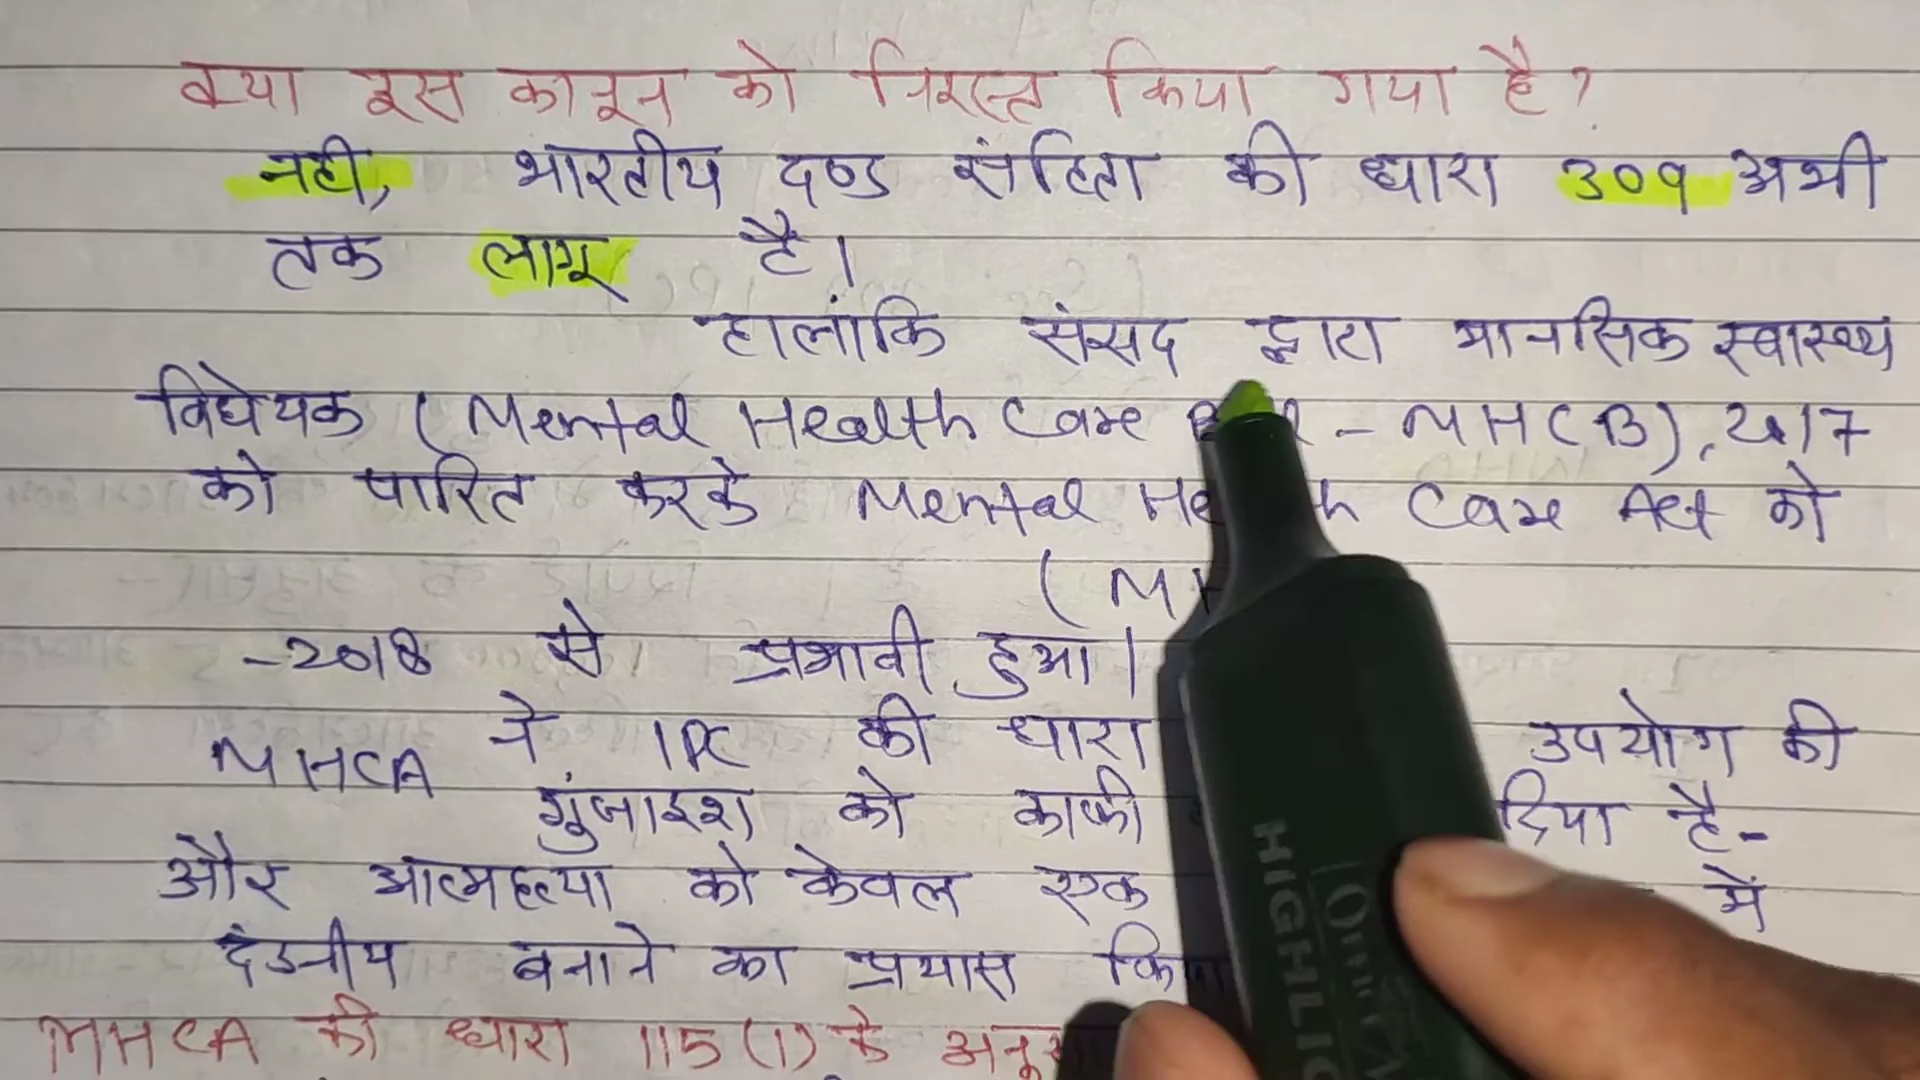 क्या इस कानून को निरस्त किया गया है?
नही, भारतीय दण्ड संहिता की धारा 309 अभी
तक लागू है।
हालांकि संसद द्वारा मानसिक स्वास्थ्य
विधेयक (Mental Health Care - MHCB), 2017
को पारित करके Mental Care Act को
(M
-2018 से प्रभावी हुआ।
MHCA ने IPC की धारा उपयोग की
गुंजाइश को काफी दिया है-
और आत्महत्या को केवल एक में
दंडनीय बनाने का प्रयास
MHCA की धारा 115(1) के
HIGHLIG